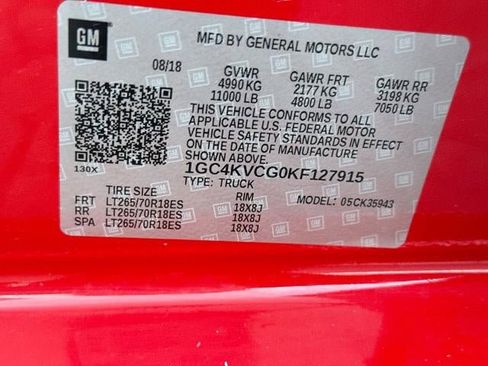 GM
MFD BY GENERAL MOTORS LLC
08/18 GVWR GAWR FRT GAWR RR
4990 KG 2177 KG 3198 KG
11000 LB 4800 LB 7050 LB
THIS VEHICLE CONFORMS TO ALL
APPLICABLE U.S. FEDERAL MOTOR
VEHICLE SAFETY STANDARDS IN EFFECT
ON THE DATE OF MANUFACTURE
SHOWN ABOVE.
130X 1GC4KVCG0KF127915
TYPE: TRUCK
TIRE SIZE RIM MODEL: 05CK35943
FRT LT265/70R18ES 18X8J
RR LT265/70R18ES 18X8J
SPA LT265/70R18ES 18X8J